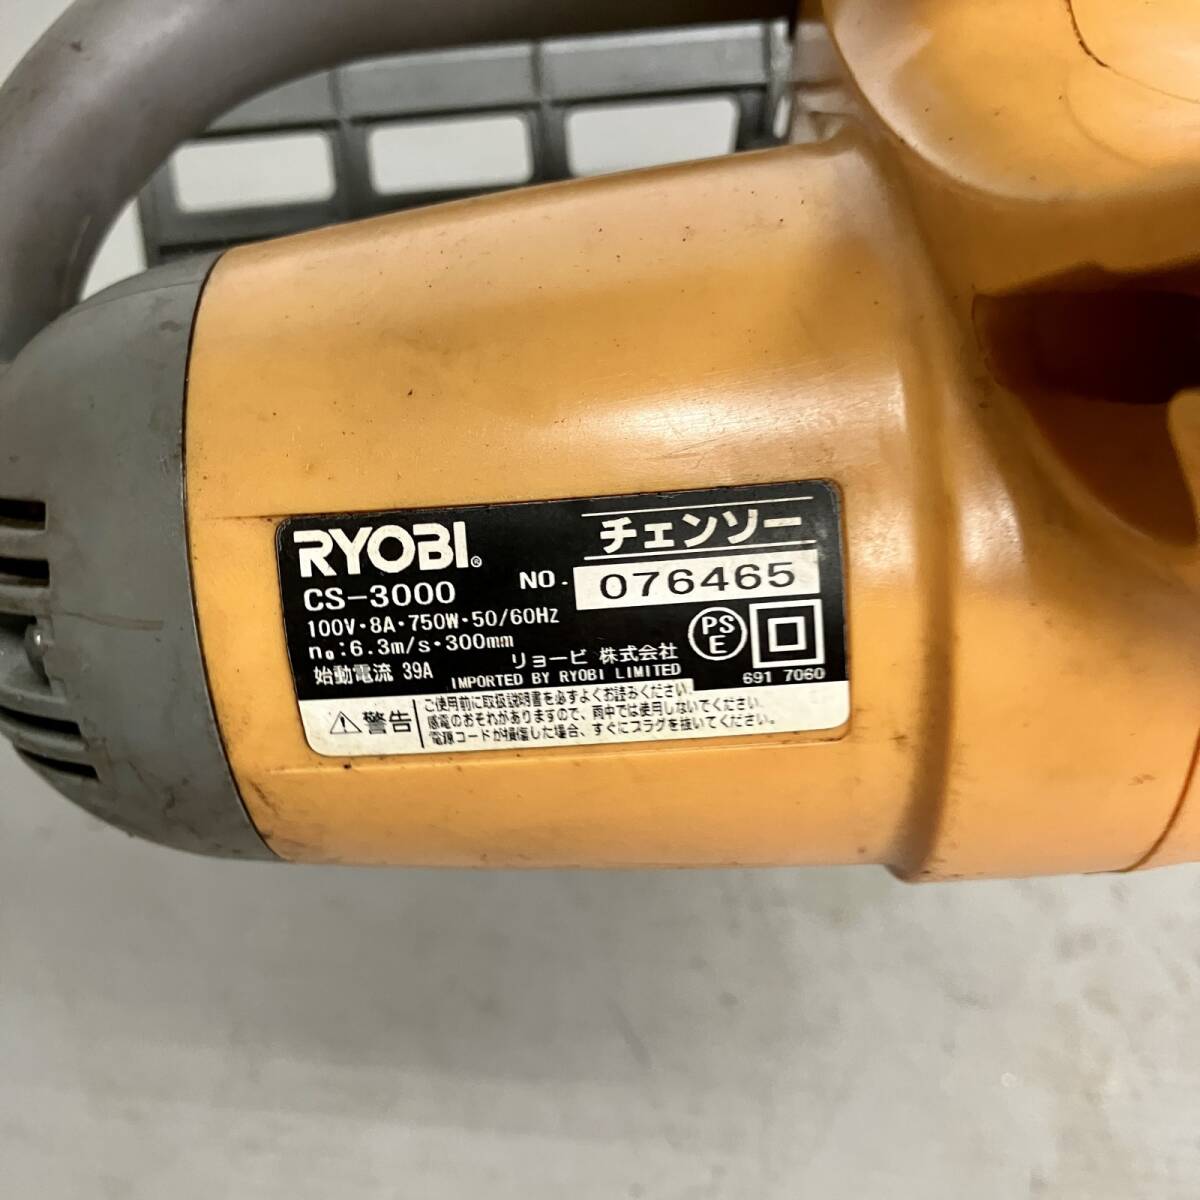 RYOBI®
チェンソー
CS-3000
NO. 076465
100V・8A・750W・50/60Hz
n₀:6.3m/s・300mm
始動電流 39A
リョービ 株式会社
IMPORTED BY RYOBI LIMITED
PS
E
691 7060
⚠警告
ご使用前に取扱説明書を必ずよくお読みください。
感電のおそれがありますので、雨中では使用しないでください。
電源コードが損傷した場合、すぐにプラグを抜いてください。